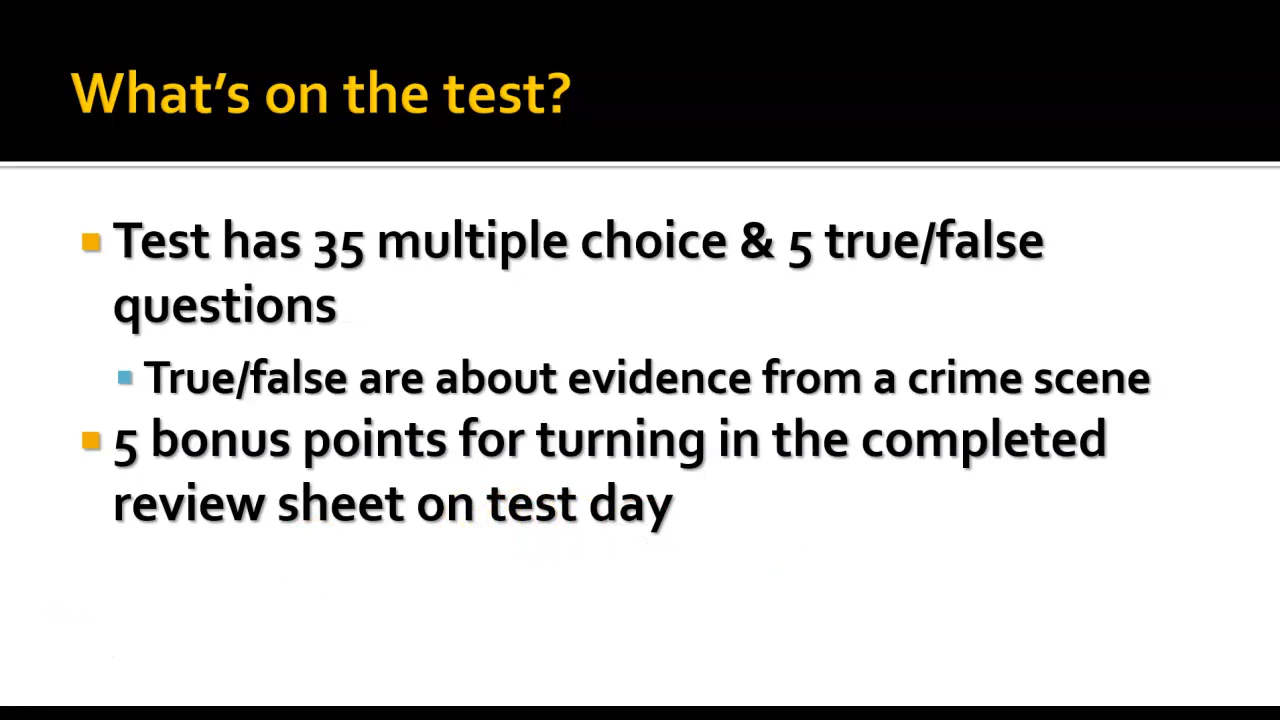 What’s on the test?
Test has 35 multiple choice & 5 true/false
questions
True/false are about evidence from a crime scene
5 bonus points for turning in the completed
review sheet on test day